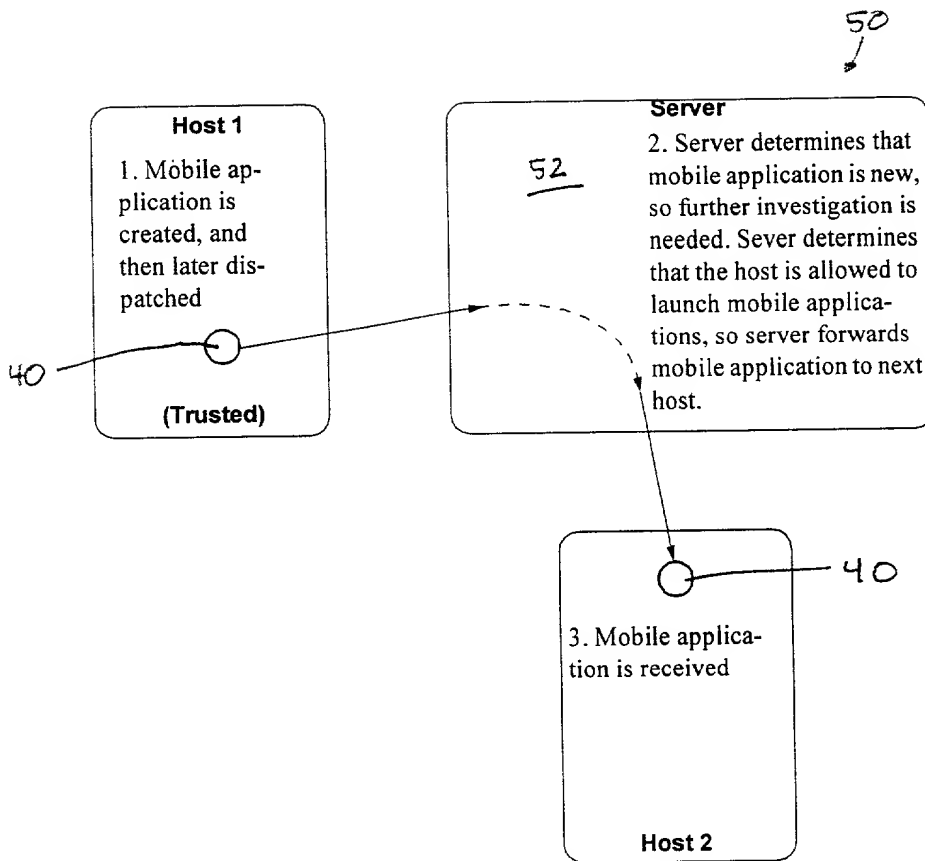 50
Host 1
1. Mobile ap-
plication is
created, and
then later dis-
patched
40
(Trusted)
Server
52
2. Server determines that
mobile application is new,
so further investigation is
needed. Sever determines
that the host is allowed to
launch mobile applica-
tions, so server forwards
mobile application to next
host.
40
3. Mobile applica-
tion is received
Host 2